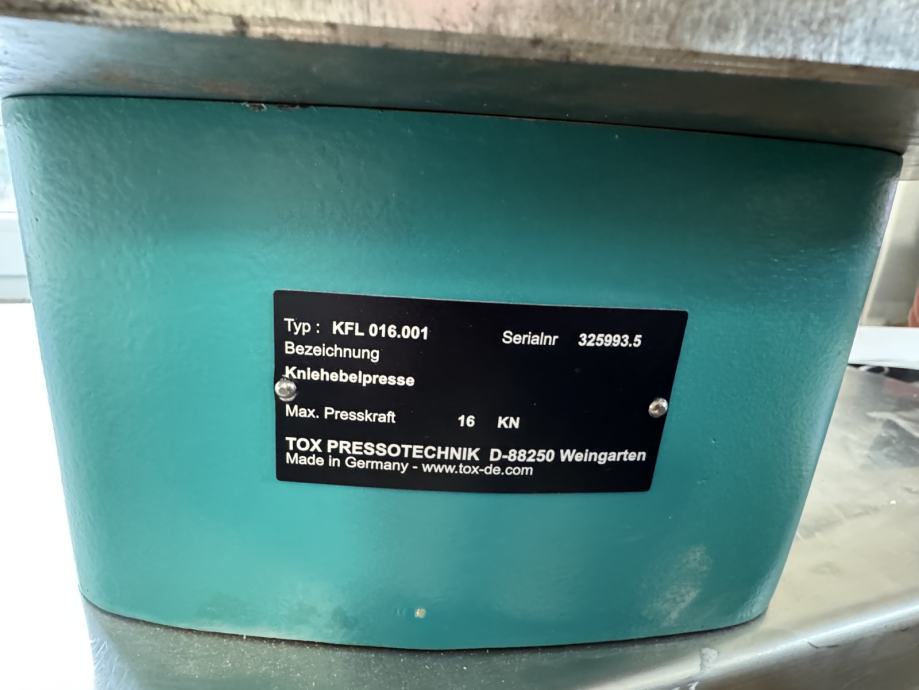 Typ : KFL 016.001 Serialnr 325993.5
Bezeichnung
Kniehebelpresse
Max. Presskraft 16 KN
TOX PRESSOTECHNIK D-88250 Weingarten
Made in Germany - www.tox-de.com